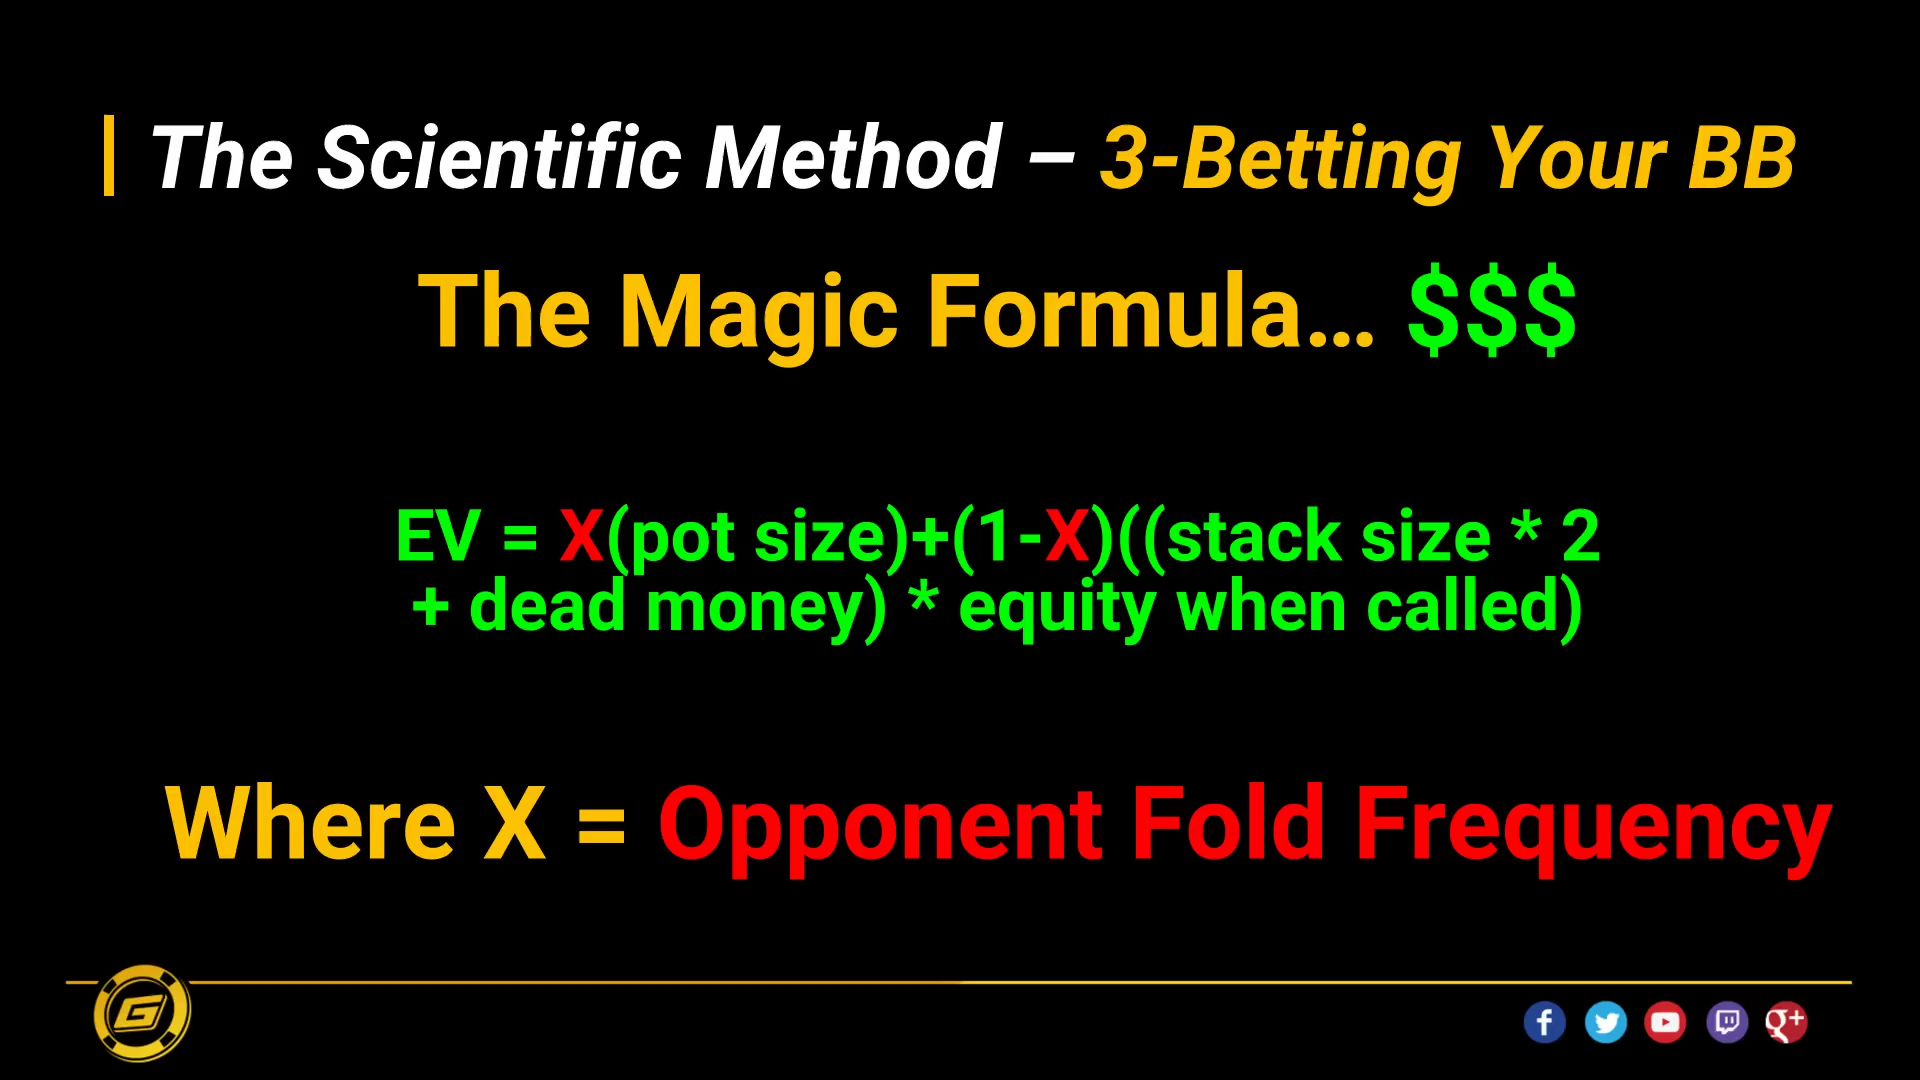 The Scientific Method – 3-Betting Your BB
The Magic Formula... $$$
EV = X(pot size)+(1-X)((stack size * 2
+ dead money) * equity when called)
Where X = Opponent Fold Frequency
G
f
g+